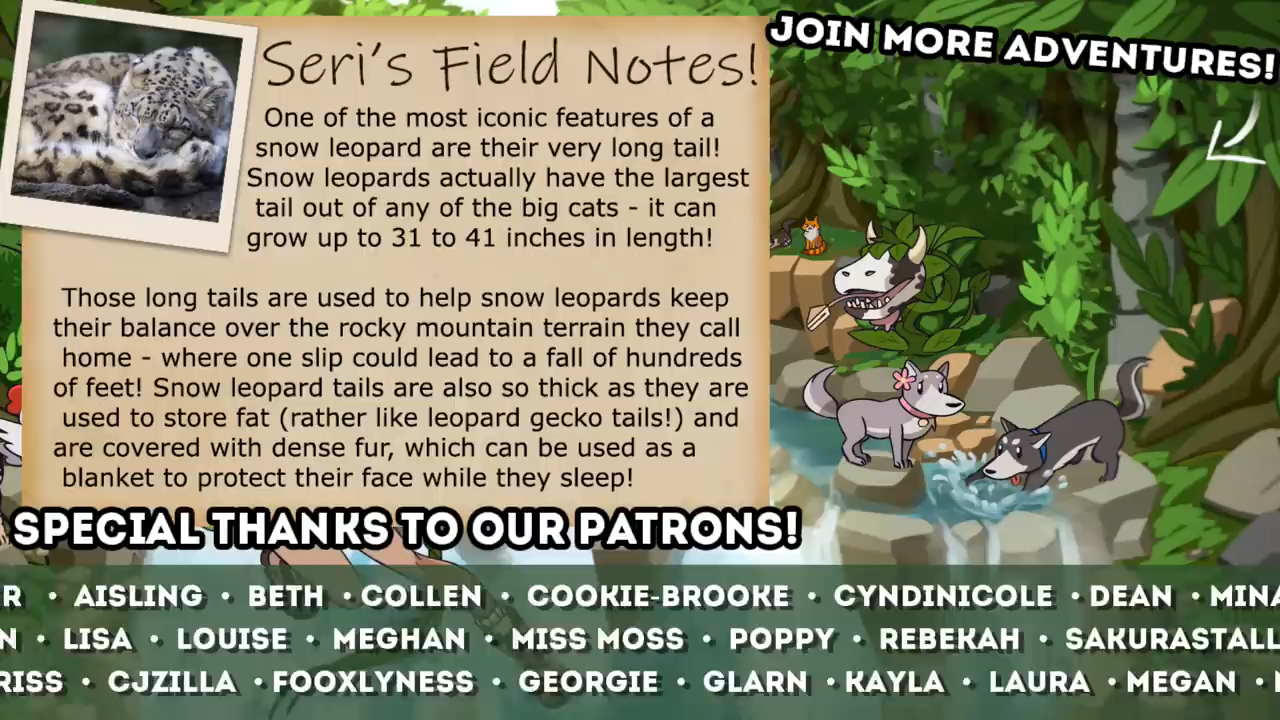 Seri's Field Notes!
One of the most iconic features of a
snow leopard are their very long tail!
Snow leopards actually have the largest
tail out of any of the big cats - it can
grow up to 31 to 41 inches in length!
Those long tails are used to help snow leopards keep
their balance over the rocky mountain terrain they call
home - where one slip could lead to a fall of hundreds
of feet! Snow leopard tails are also so thick as they are
used to store fat (rather like leopard gecko tails!) and
are covered with dense fur, which can be used as a
blanket to protect their face while they sleep!
JOIN MORE ADVENTURES!
SPECIAL THANKS TO OUR PATRONS!
R • AISLING • BETH • COLLEN • COOKIE-BROOKE • CYNDINICOLE • DEAN • MINA
N • LISA • LOUISE • MEGHAN • MISS MOSS • POPPY • REBEKAH • SAKURASTALL
RISS • CJZILLA • FOOXLYNESS • GEORGIE • GLARN • KAYLA • LAURA • MEGAN •